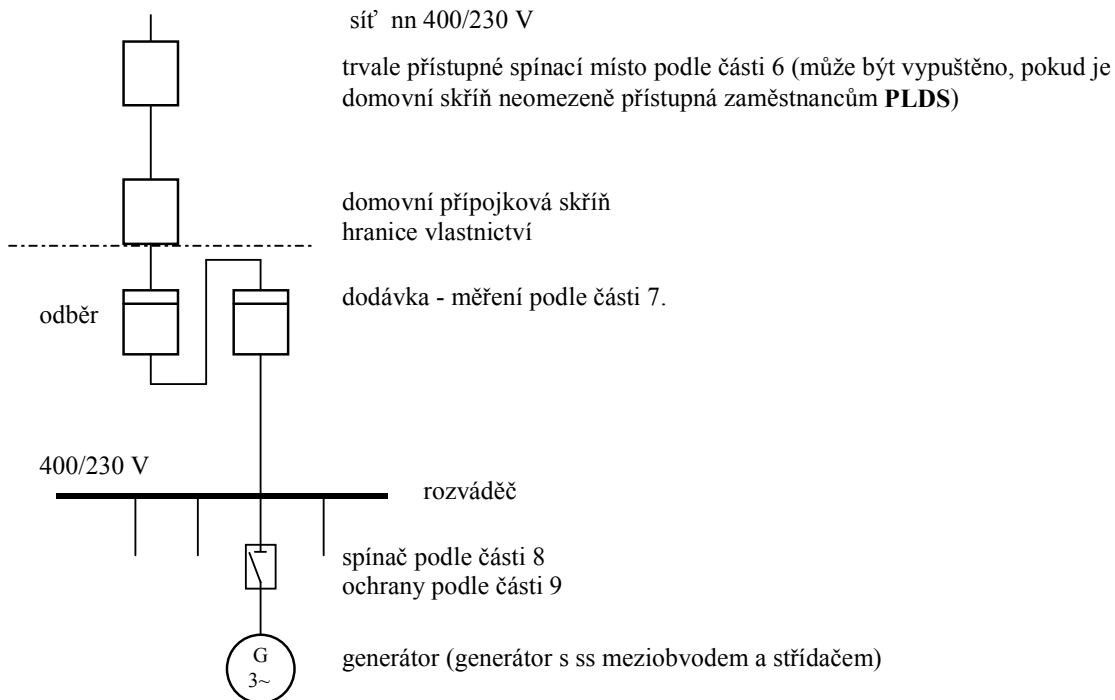 síť nn 400/230 V
trvale přístupné spínací místo podle části 6 (může být vypuštěno, pokud je
domovní skříň neomezeně přístupná zaměstnancům PLDS)
domovní přípojková skříň
hranice vlastnictví
dodávka - měření podle části 7.
odběr
400/230 V
rozváděč
spínač podle části 8
ochrany podle části 9
G
3~
generátor (generátor s ss meziobvodem a střídačem)